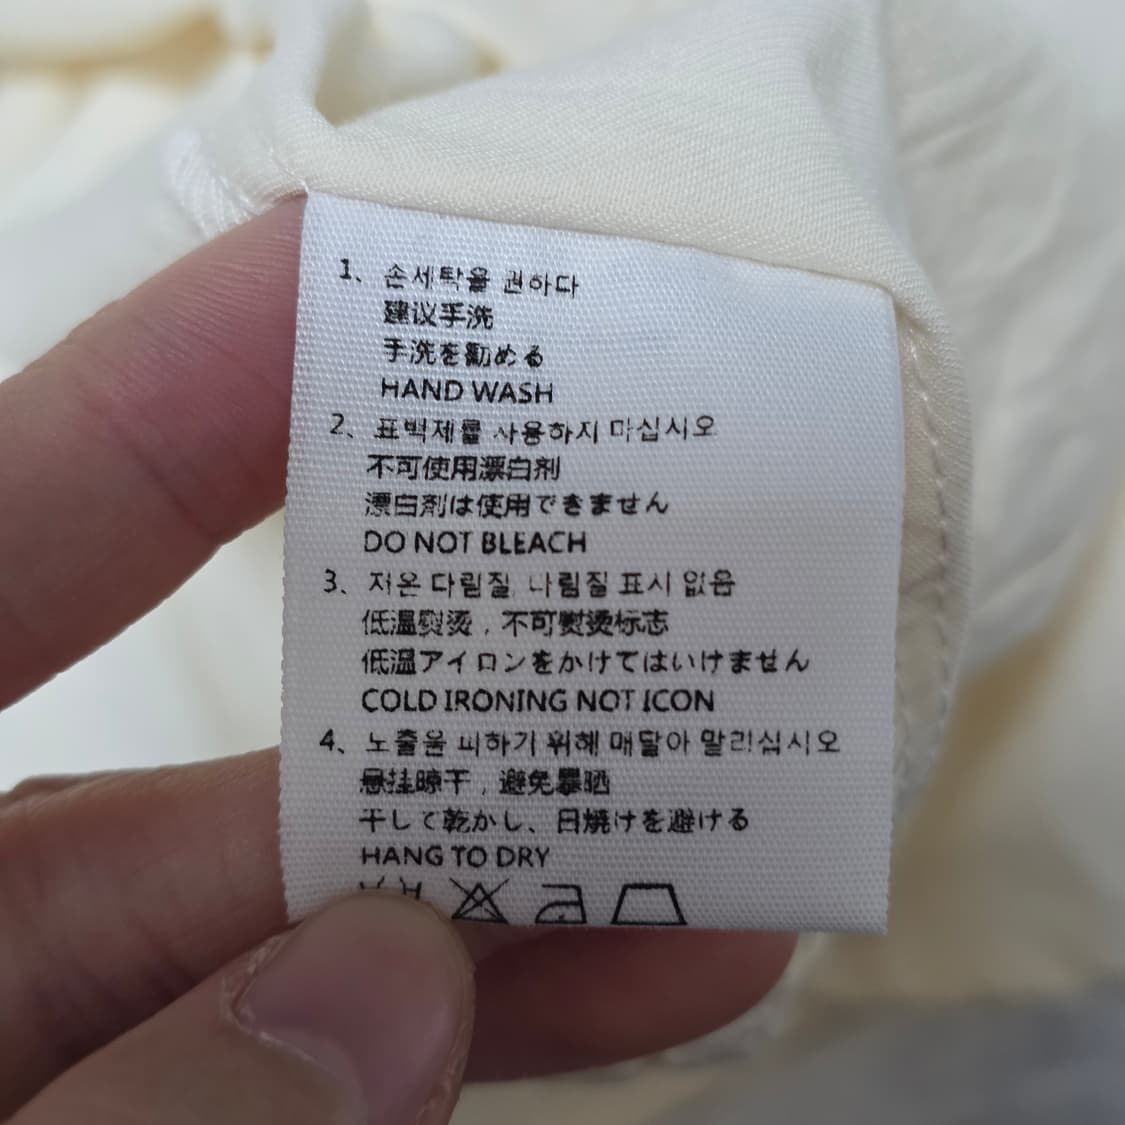 1、손세탁을 권하다
建议手洗
手洗を勧める
HAND WASH
2、표백제를 사용하지 마십시오
不可使用漂白剂
漂白剤は使用できません
DO NOT BLEACH
3、저온 다림질, 다림질 표시 없음
低温熨烫，不可熨烫标志
低温アイロンをかけてはいけません
COLD IRONING NOT ICON
4、노출을 피하기 위해 매달아 말리십시오
悬挂晾干，避免暴晒
干して乾かし、日焼けを避ける
HANG TO DRY